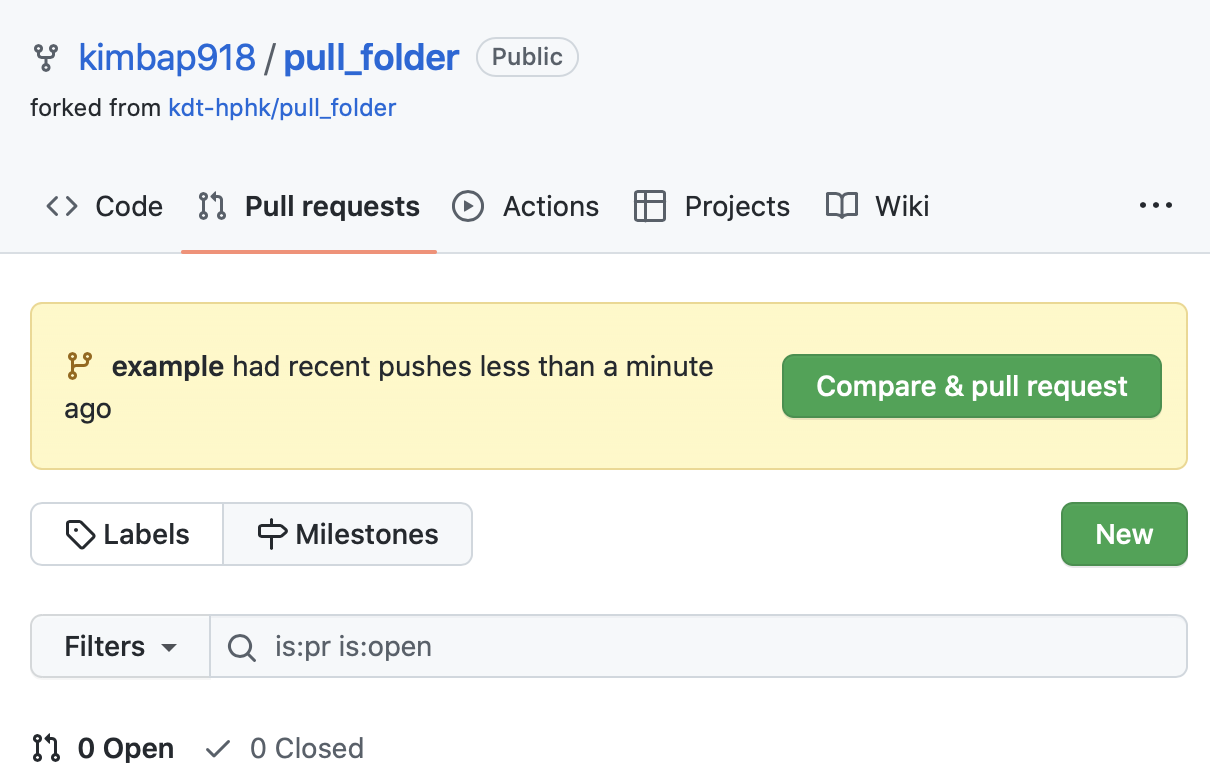 kimbap918 / pull_folder Public
forked from kdt-hphk/pull_folder
Code Pull requests Actions Projects Wiki
example had recent pushes less than a minute
ago
Compare & pull request
Labels Milestones New
Filters is:pr is:open
0 Open 0 Closed